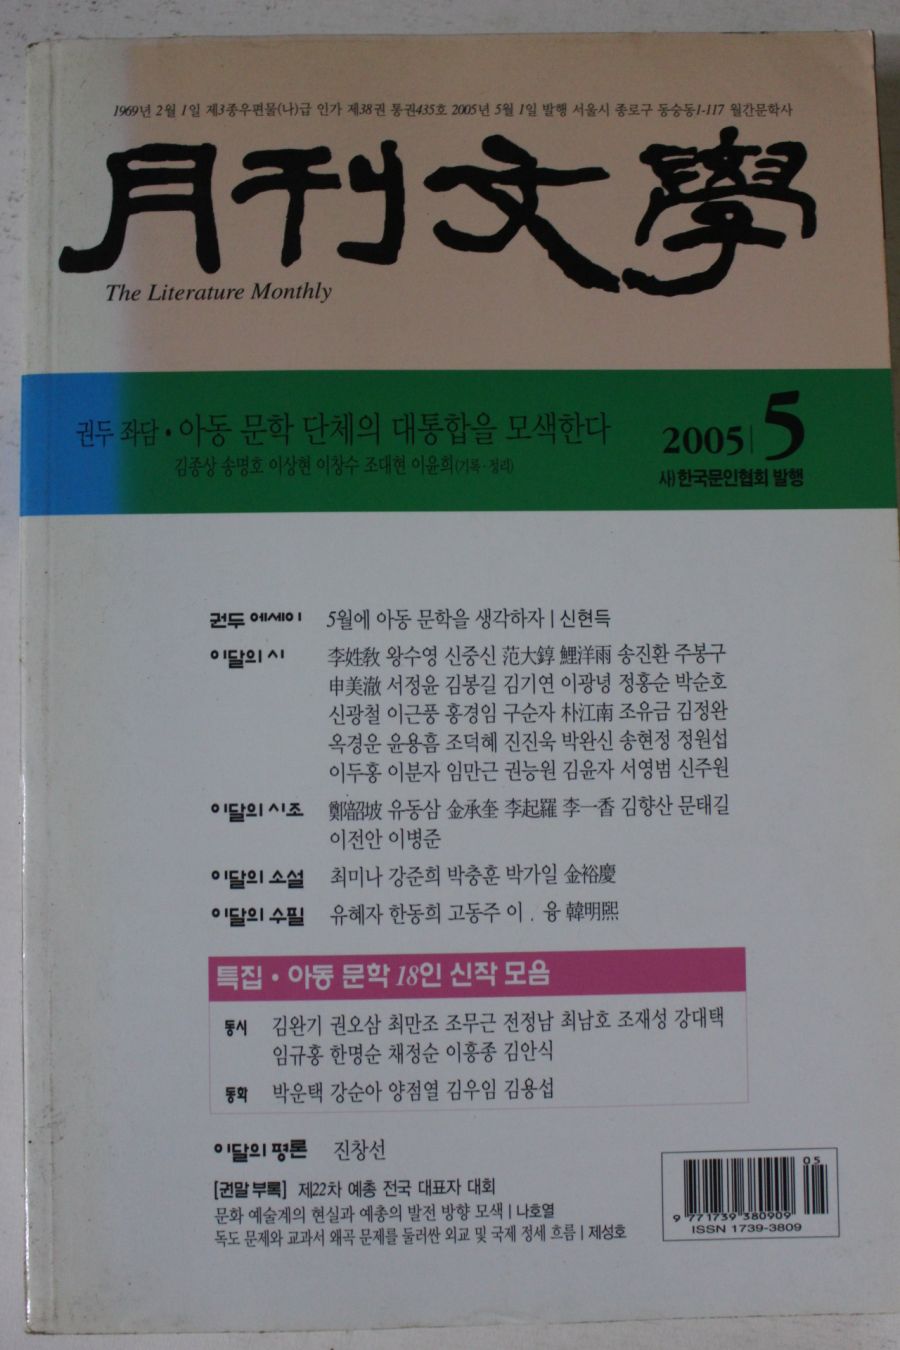 1969년 2월 1일 제3종우편물(나)급 인가 제38권 통권435호 2005년 5월 1일 발행 서울시 종로구 동숭동1-117 월간문학사
月刊文學
The Literature Monthly
권두 좌담 · 아동 문학 단체의 대통합을 모색한다
김종상 송명호 이상현 이창수 조대현 이윤희(기록·정리)
2005 | 5
사)한국문인협회 발행
권두 에세이 5월에 아동 문학을 생각하자 | 신현득
이달의 시 李姓敎 왕수영 신중신 范大錞 鯉洋雨 송진환 주봉구
申美澈 서정윤 김봉길 김기연 이광녕 정홍순 박순호
신광철 이근풍 홍경임 구순자 朴江南 조유금 김정완
옥경운 윤용흠 조덕혜 진진욱 박완신 송현정 정원섭
이두홍 이분자 임만근 권능원 김윤자 서영범 신주원
이달의 시조 鄭韶坡 유동삼 金承奎 李起羅 李一香 김향산 문태길
이전안 이병준
이달의 소설 최미나 강준희 박충훈 박가일 金裕慶
이달의 수필 유혜자 한동희 고동주 이 . 융 韓明熙
특집 · 아동 문학 18인 신작 모음
동시 김완기 권오삼 최만조 조무근 전정남 최남호 조재성 강대택
임규홍 한명순 채정순 이흥종 김안식
동화 박운택 강순아 양점열 김우임 김용섭
이달의 평론 진창선
[권말 부록] 제22차 예총 전국 대표자 대회
문화 예술계의 현실과 예총의 발전 방향 모색 | 나호열
독도 문제와 교과서 왜곡 문제를 둘러싼 외교 및 국제 정세 흐름 | 제성호
05
9 771739 380909
ISSN 1739-3809